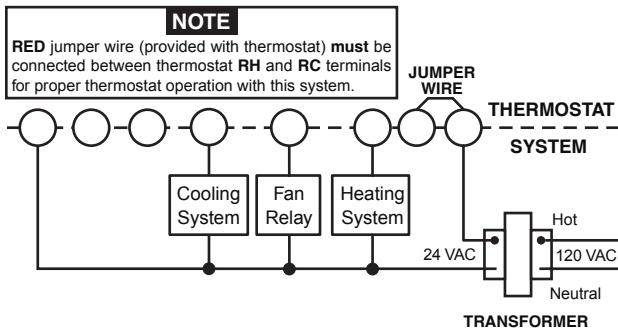 NOTE
RED jumper wire (provided with thermostat) must be
connected between thermostat RH and RC terminals
for proper thermostat operation with this system.
JUMPER
WIRE
THERMOSTAT
SYSTEM
Cooling
System
Fan
Relay
Heating
System
Hot
24 VAC
120 VAC
Neutral
TRANSFORMER